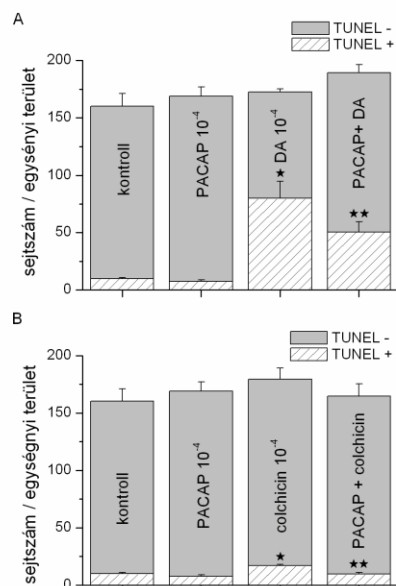 A
TUNEL -
TUNEL +
sejtszám / egysényi terület
200
150
100
50
0
kontroll
PACAP 10⁻⁴
DA 10⁻⁴
★
PACAP+ DA
★★
B
TUNEL -
TUNEL +
sejtszám / egységnyi terület
200
150
100
50
0
kontroll
PACAP 10⁻⁴
colchicin 10⁻⁴
★
PACAP + colchicin
★★